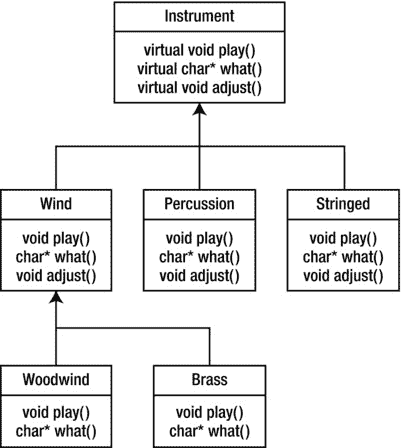 Instrument
virtual void play()
virtual char* what()
virtual void adjust()
Wind
void play()
char* what()
void adjust()
Percussion
void play()
char* what()
void adjust()
Stringed
void play()
char* what()
void adjust()
Woodwind
void play()
char* what()
Brass
void play()
char* what()